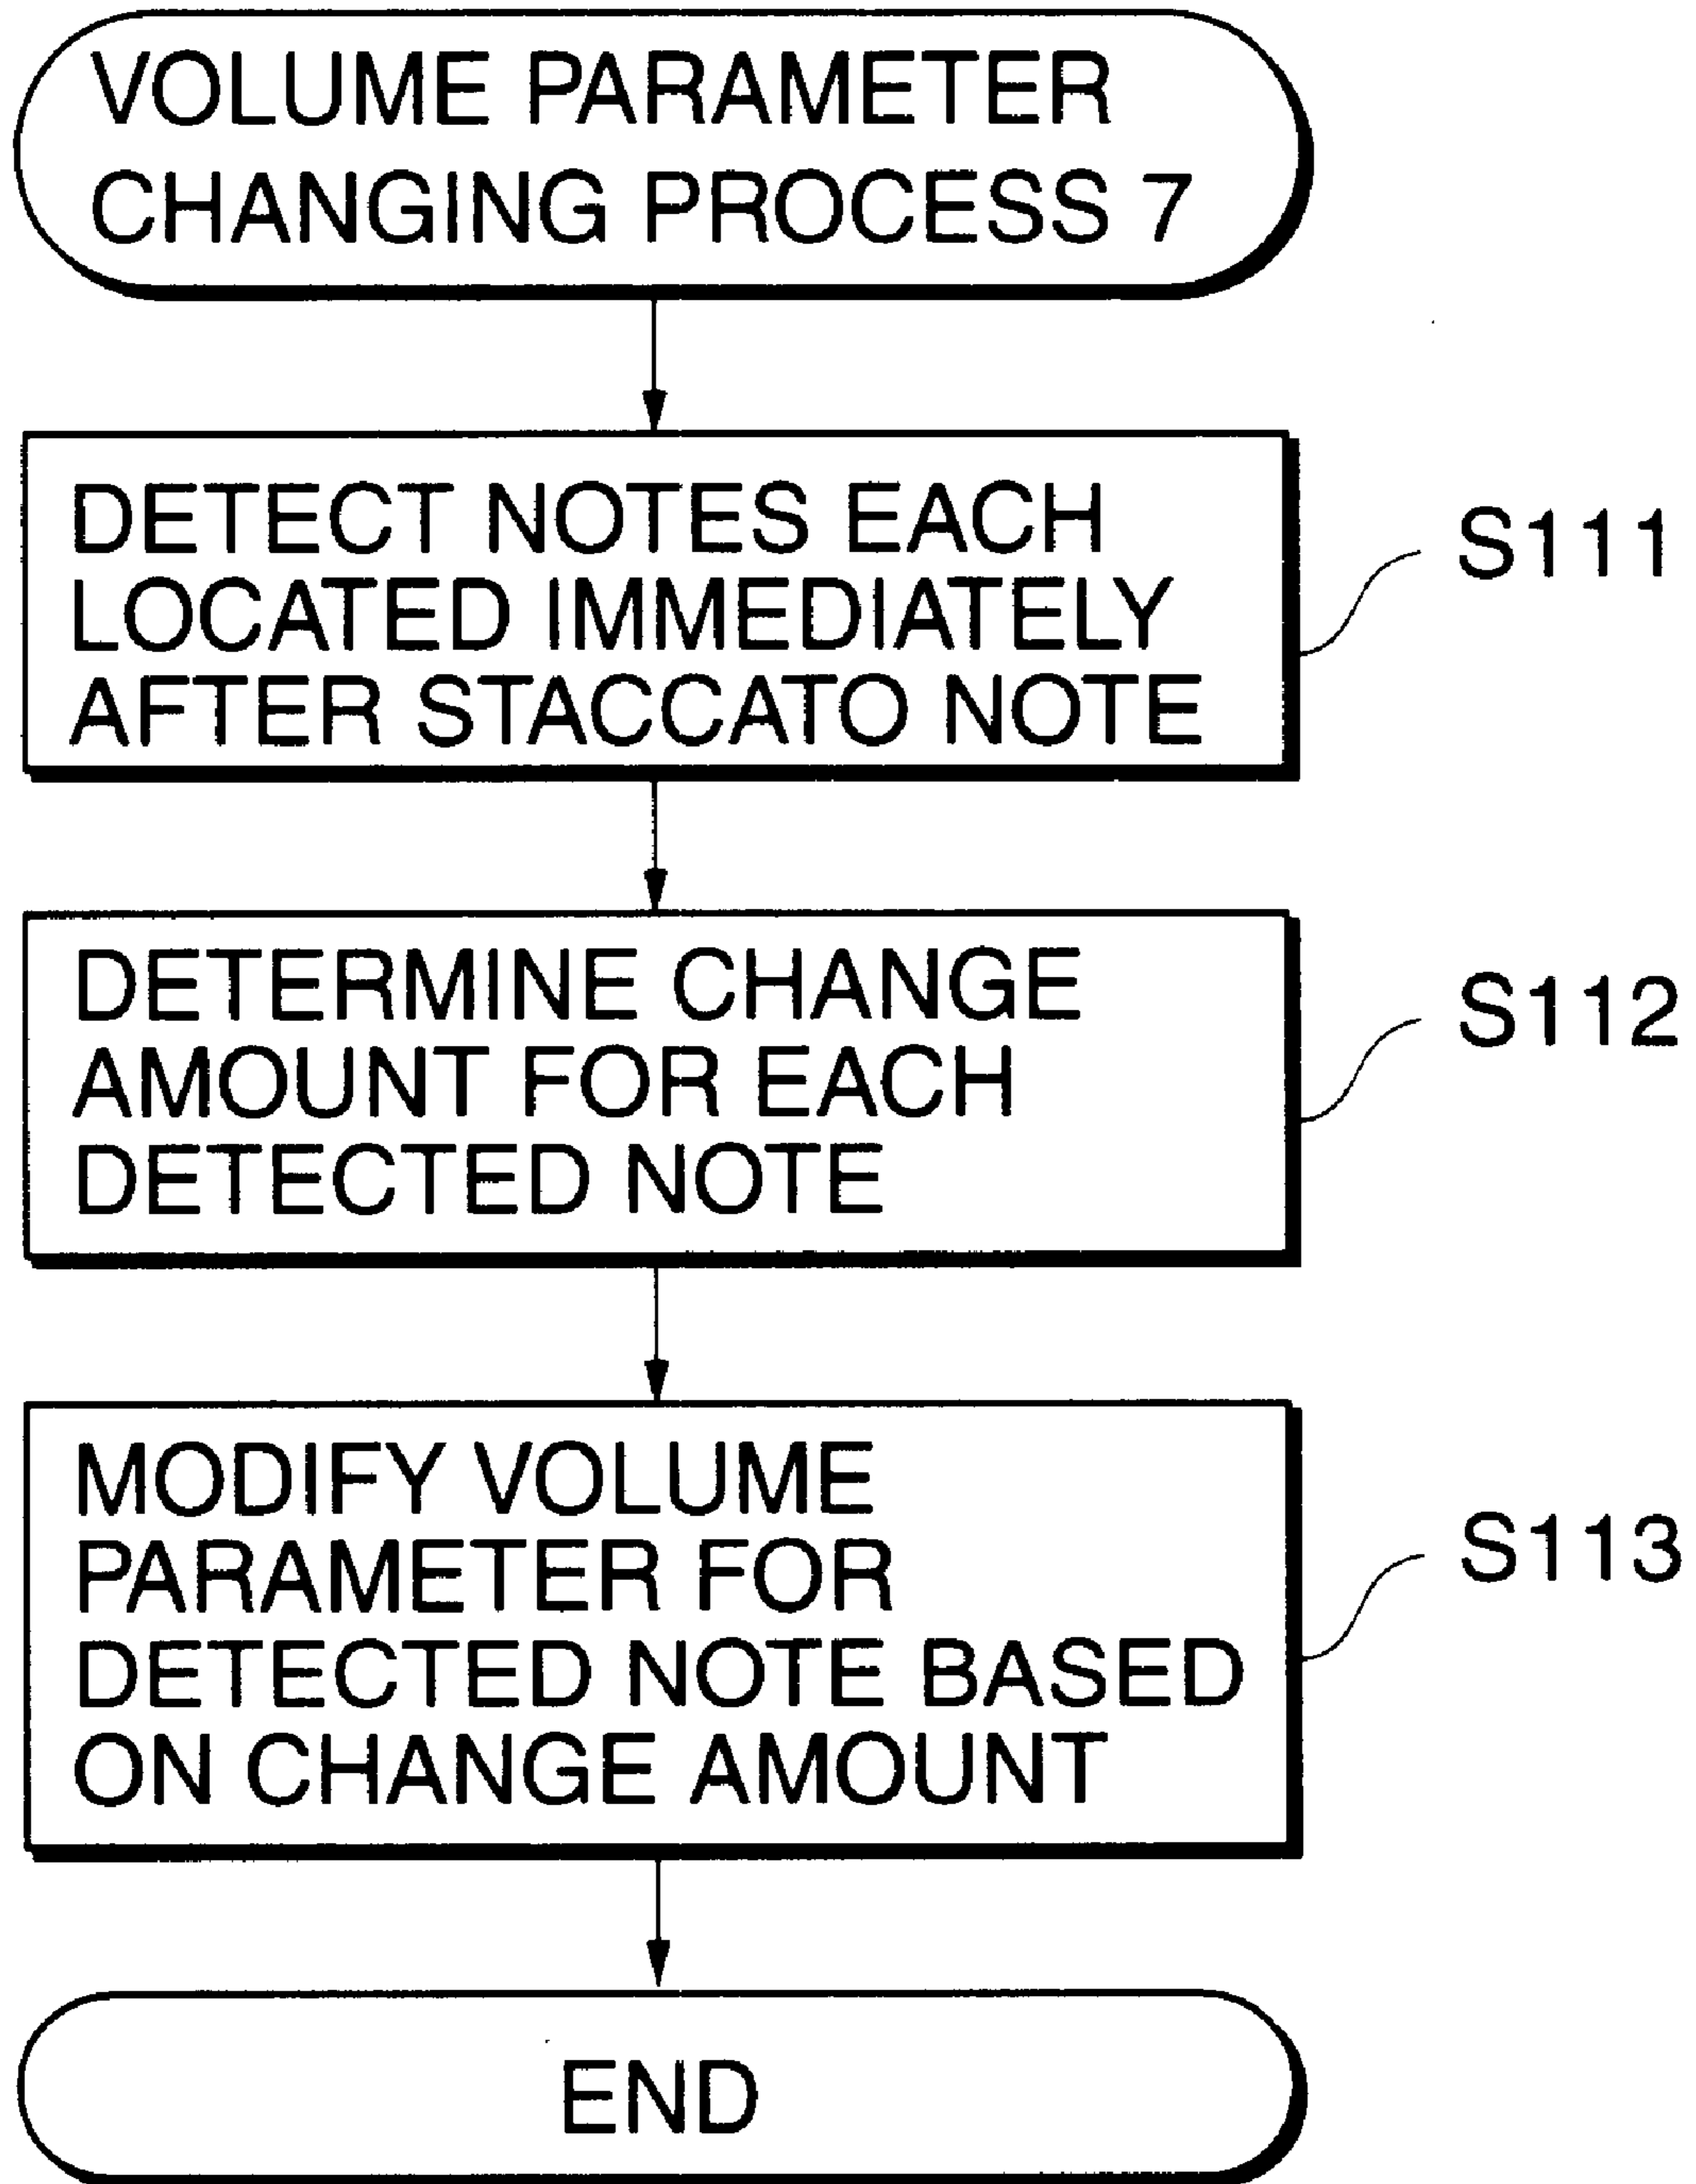 VOLUME PARAMETER
CHANGING PROCESS 7
DETECT NOTES EACH
LOCATED IMMEDIATELY
AFTER STACCATO NOTE
S111
DETERMINE CHANGE
AMOUNT FOR EACH
DETECTED NOTE
S112
MODIFY VOLUME
PARAMETER FOR
DETECTED NOTE BASED
ON CHANGE AMOUNT
S113
END